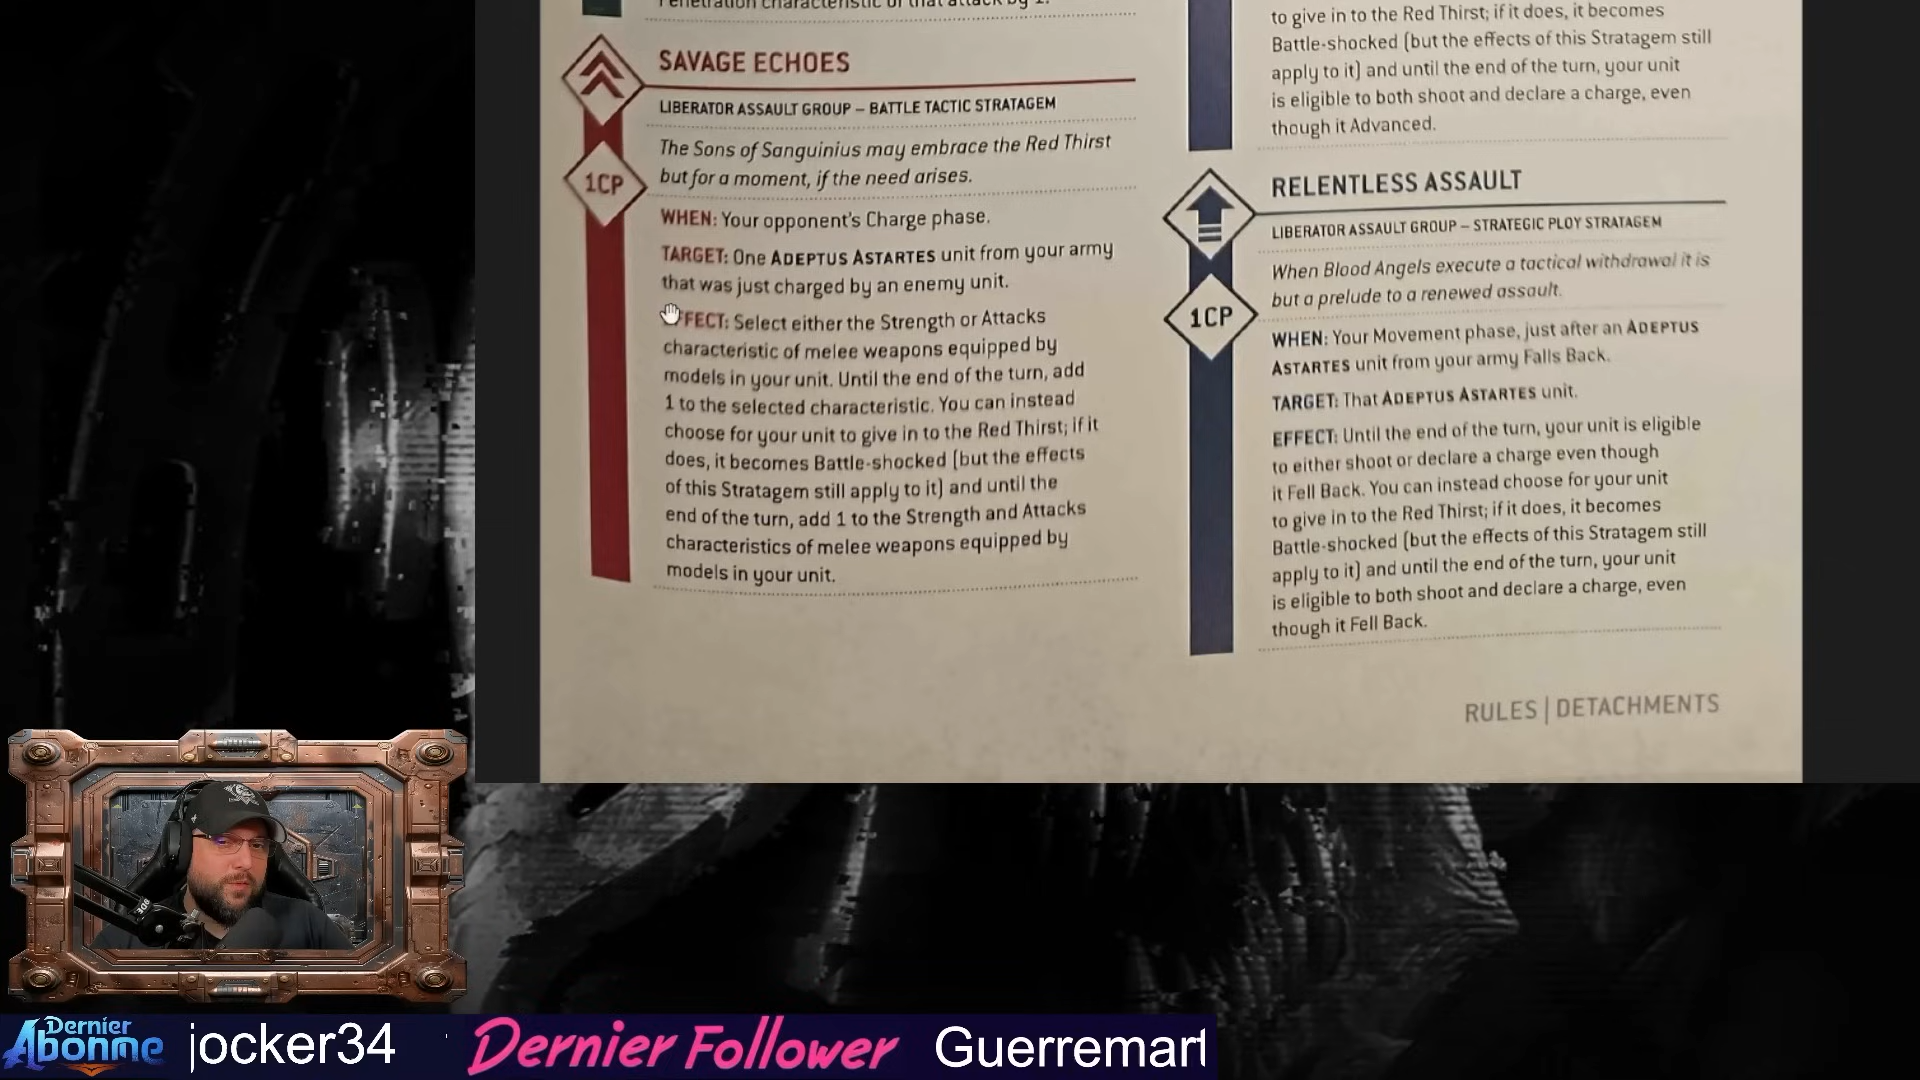 Penetration characteristic of that attack by 1.
SAVAGE ECHOES
LIBERATOR ASSAULT GROUP – BATTLE TACTIC STRATAGEM
The Sons of Sanguinius may embrace the Red Thirst
but for a moment, if the need arises.
1CP
WHEN: Your opponent's Charge phase.
TARGET: One ADEPTUS ASTARTES unit from your army
that was just charged by an enemy unit.
FECT: Select either the Strength or Attacks
characteristic of melee weapons equipped by
models in your unit. Until the end of the turn, add
1 to the selected characteristic. You can instead
choose for your unit to give in to the Red Thirst; if it
does, it becomes Battle-shocked (but the effects
of this Stratagem still apply to it) and until the
end of the turn, add 1 to the Strength and Attacks
characteristics of melee weapons equipped by
models in your unit.
to give in to the Red Thirst; if it does, it becomes
Battle-shocked (but the effects of this Stratagem still
apply to it) and until the end of the turn, your unit
is eligible to both shoot and declare a charge, even
though it Advanced.
RELENTLESS ASSAULT
LIBERATOR ASSAULT GROUP – STRATEGIC PLOY STRATAGEM
When Blood Angels execute a tactical withdrawal it is
but a prelude to a renewed assault.
1CP
WHEN: Your Movement phase, just after an ADEPTUS
ASTARTES unit from your army Falls Back.
TARGET: That ADEPTUS ASTARTES unit.
EFFECT: Until the end of the turn, your unit is eligible
to either shoot or declare a charge even though
it Fell Back. You can instead choose for your unit
to give in to the Red Thirst; if it does, it becomes
Battle-shocked (but the effects of this Stratagem still
apply to it) and until the end of the turn, your unit
is eligible to both shoot and declare a charge, even
though it Fell Back.
RULES | DETACHMENTS
RODE
Dernier
Abonné
jocker34
Dernier Follower
Guerremart